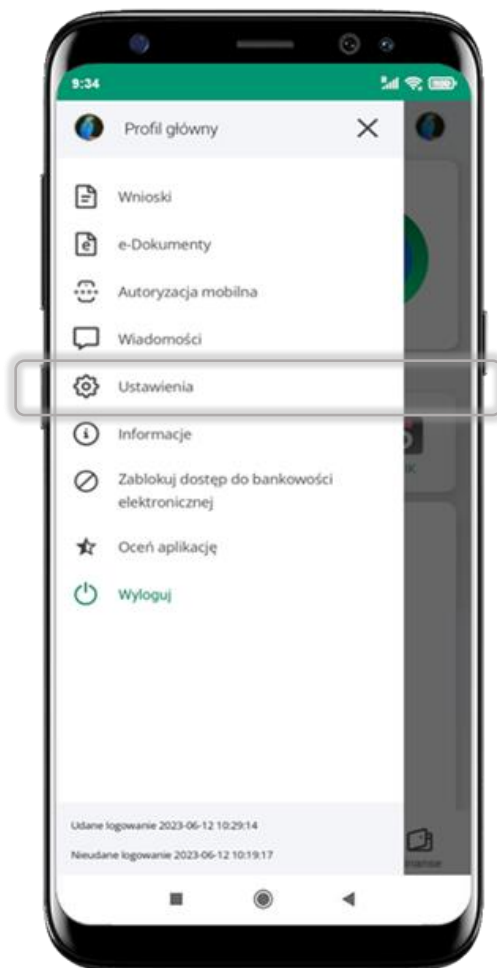 9:34
Profil główny
Wnioski
e-Dokumenty
Autoryzacja mobilna
Wiadomości
Ustawienia
Informacje
Zablokuj dostęp do bankowości
elektronicznej
Oceń aplikację
Wyloguj
Udane logowanie 2023-06-12 10:29:14
Nieudane logowanie 2023-06-12 10:19:17